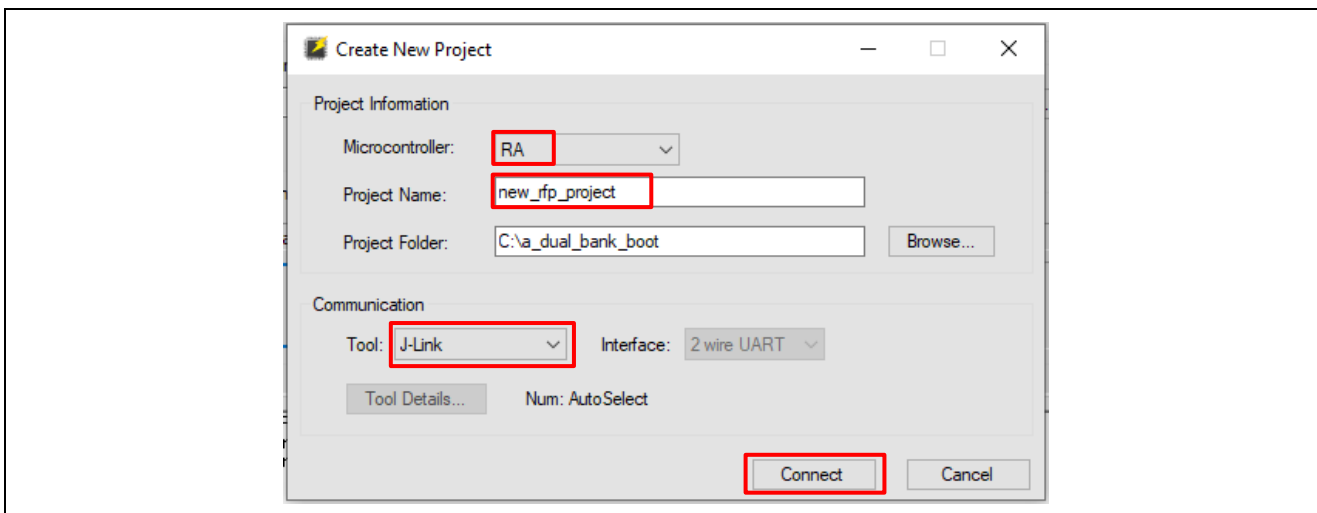 Create New Project
Project Information
Microcontroller: RA
Project Name: new_rfp_project
Project Folder: C:\a_dual_bank_boot Browse...
Communication
Tool: J-Link Interface: 2 wire UART
Tool Details... Num: AutoSelect
Connect Cancel